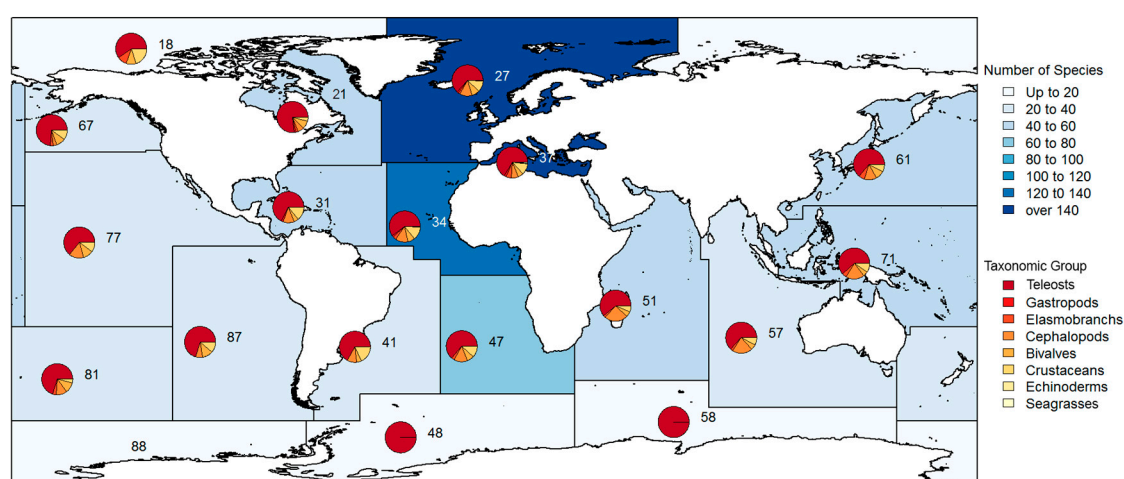 18
27
21
67
37
61
31
34
77
71
51
57
87
41
47
81
48
58
88
Number of Species
Up to 20
20 to 40
40 to 60
60 to 80
80 to 100
100 to 120
120 to 140
over 140
Taxonomic Group
Teleosts
Gastropods
Elasmobranchs
Cephalopods
Bivalves
Crustaceans
Echinoderms
Seagrasses